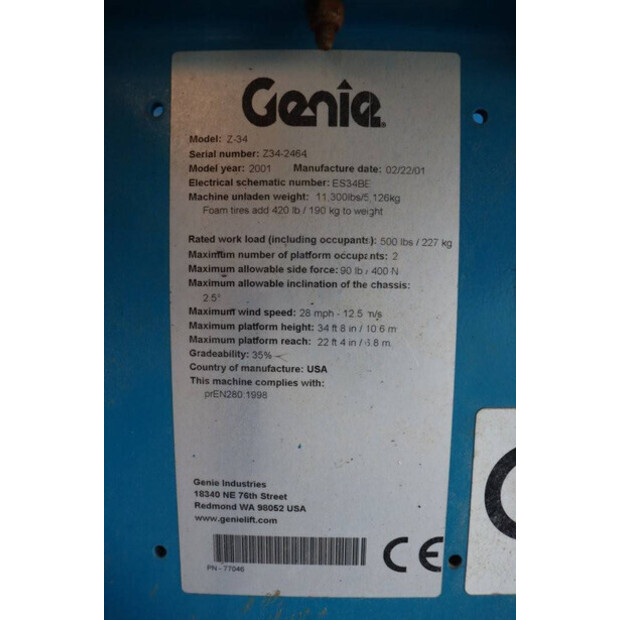 Genie
Model: Z-34
Serial number: Z34-2464
Model year: 2001 Manufacture date: 02/22/01
Electrical schematic number: ES34BE
Machine unladen weight: 11,300lbs/5,126kg
Foam tires add 420 lb / 190 kg to weight
Rated work load (including occupants): 500 lbs / 227 kg
Maximum number of platform occupants: 2
Maximum allowable side force: 90 lb / 400 N
Maximum allowable inclination of the chassis:
2.5°
Maximum wind speed: 28 mph - 12.5 m/s
Maximum platform height: 34 ft 8 in / 10.6 m
Maximum platform reach: 22 ft 4 in / 6.8 m
Gradeability: 35%
Country of manufacture: USA
This machine complies with:
prEN280:1998
Genie Industries
18340 NE 76th Street
Redmond WA 98052 USA
www.genielift.com
CE
PN - 77046